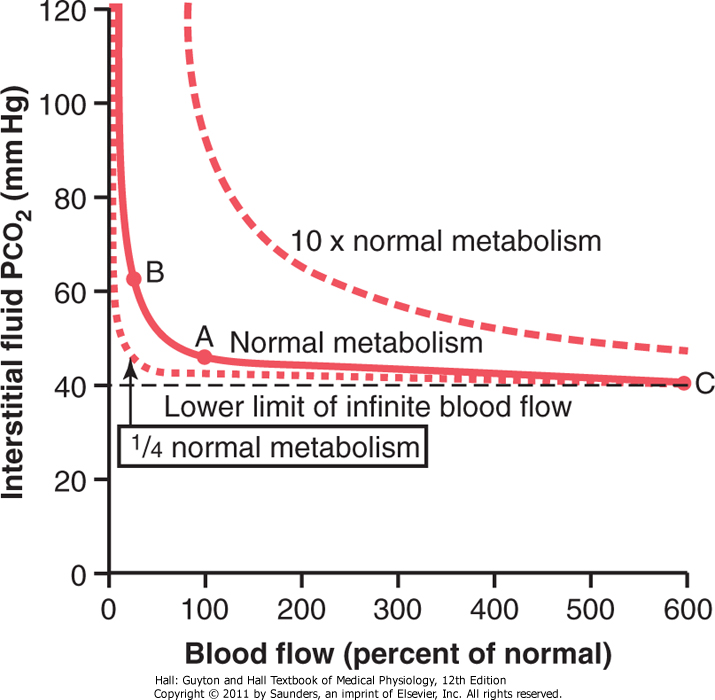 120
100
80
60
40
20
0
Interstitial fluid PCO2 (mm Hg)
10 x normal metabolism
B
A
Normal metabolism
C
Lower limit of infinite blood flow
1/4 normal metabolism
0 100 200 300 400 500 600
Blood flow (percent of normal)
Hall: Guyton and Hall Textbook of Medical Physiology, 12th Edition
Copyright © 2011 by Saunders, an imprint of Elsevier, Inc. All rights reserved.